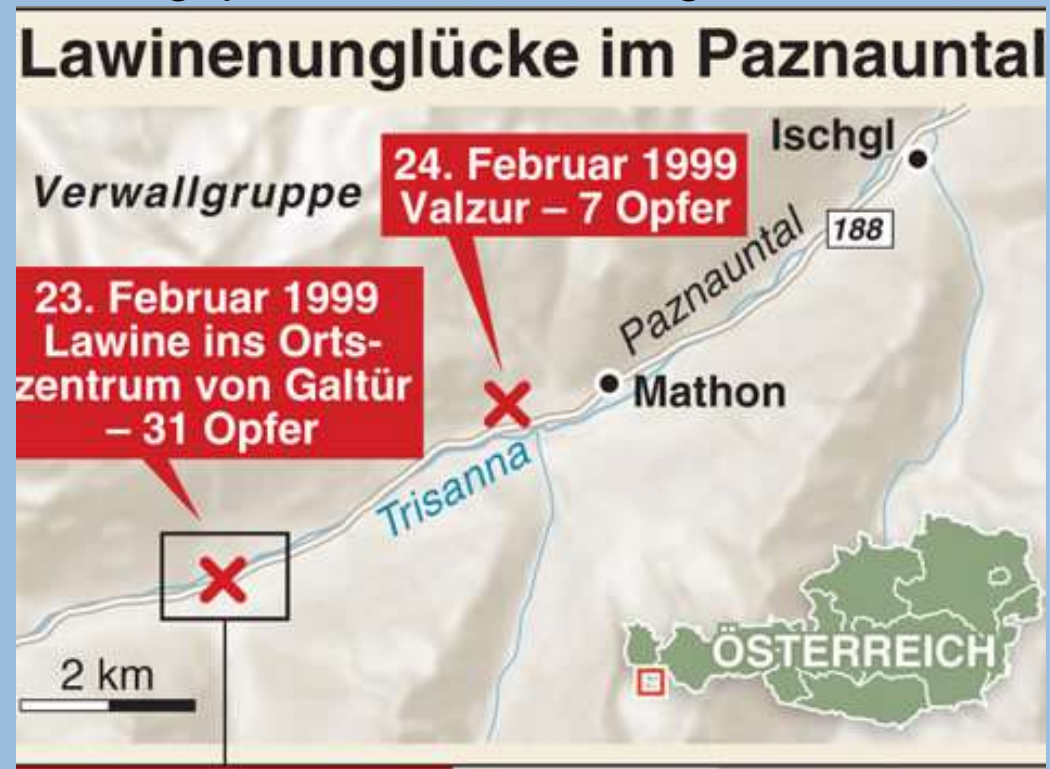 Lawinenunglücke im Paznauntal
Ischgl
24. Februar 1999
Valzur – 7 Opfer
Verwallgruppe
188
Paznauntal
23. Februar 1999
Lawine ins Orts-
zentrum von Galtür
– 31 Opfer
Mathon
Trisanna
ÖSTERREICH
2 km